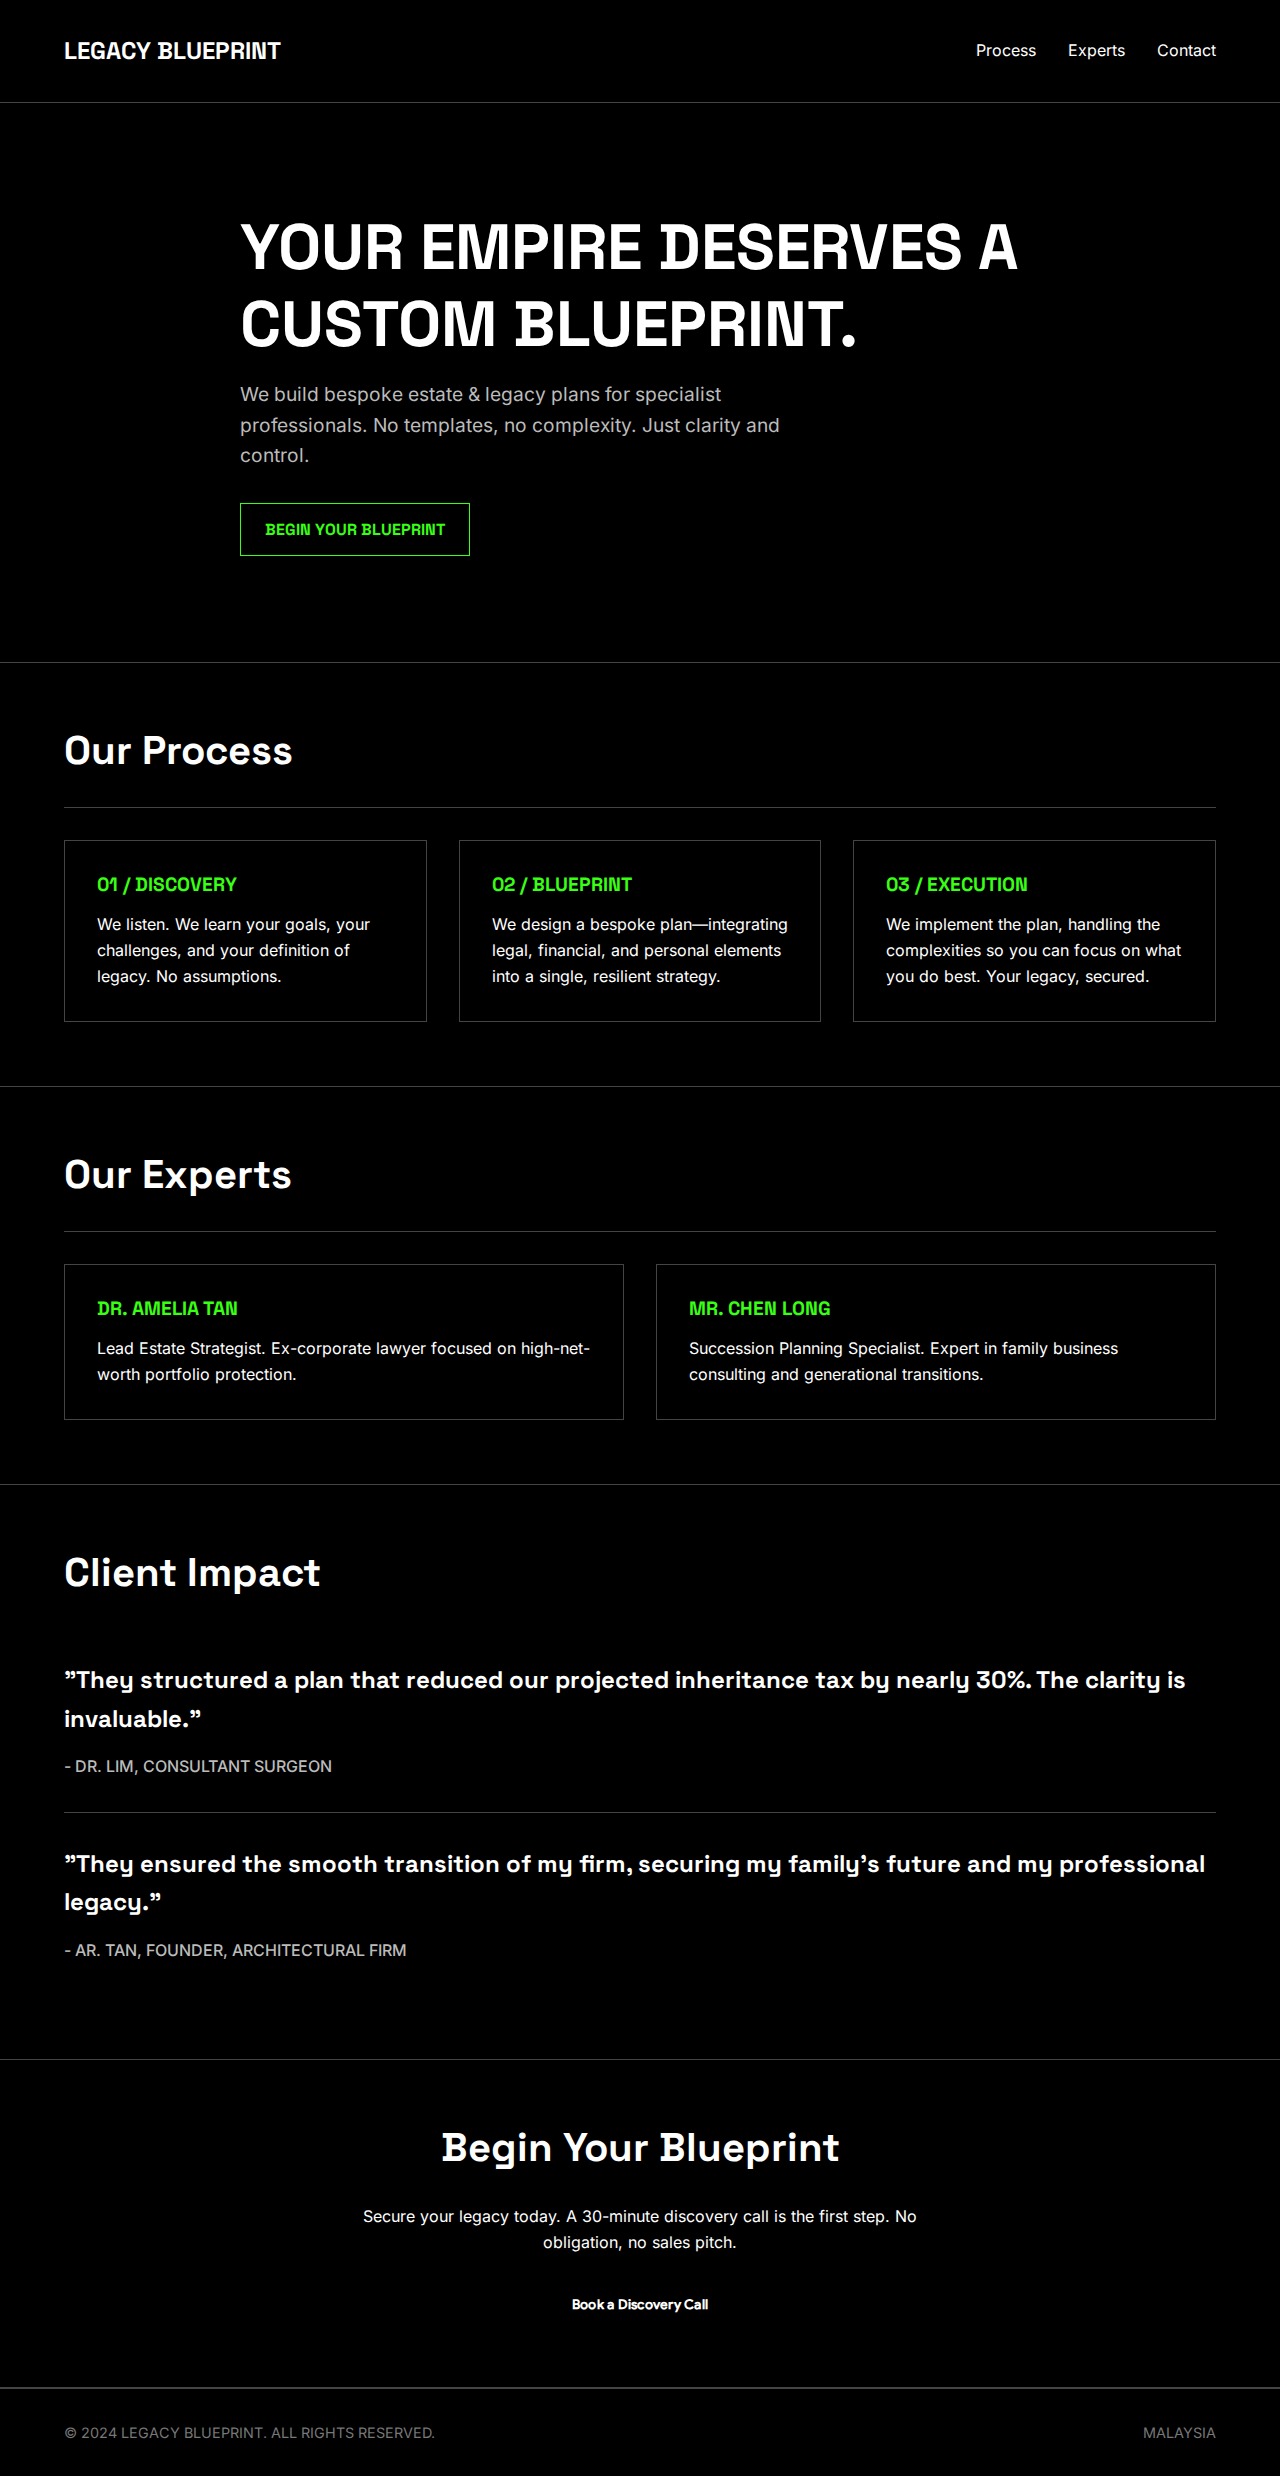 LEGACY BLUEPRINT
Process Experts Contact
YOUR EMPIRE DESERVES A
CUSTOM BLUEPRINT.
We build bespoke estate & legacy plans for specialist
professionals. No templates, no complexity. Just clarity and
control.
BEGIN YOUR BLUEPRINT
Our Process
01 / DISCOVERY
We listen. We learn your goals, your
challenges, and your definition of
legacy. No assumptions.
02 / BLUEPRINT
We design a bespoke plan—integrating
legal, financial, and personal elements
into a single, resilient strategy.
03 / EXECUTION
We implement the plan, handling the
complexities so you can focus on what
you do best. Your legacy, secured.
Our Experts
DR. AMELIA TAN
Lead Estate Strategist. Ex-corporate lawyer focused on high-net-
worth portfolio protection.
MR. CHEN LONG
Succession Planning Specialist. Expert in family business
consulting and generational transitions.
Client Impact
"They structured a plan that reduced our projected inheritance tax by nearly 30%. The clarity is
invaluable."
- DR. LIM, CONSULTANT SURGEON
"They ensured the smooth transition of my firm, securing my family's future and my professional
legacy."
- AR. TAN, FOUNDER, ARCHITECTURAL FIRM
Begin Your Blueprint
Secure your legacy today. A 30-minute discovery call is the first step. No
obligation, no sales pitch.
Book a Discovery Call
© 2024 LEGACY BLUEPRINT. ALL RIGHTS RESERVED.
MALAYSIA